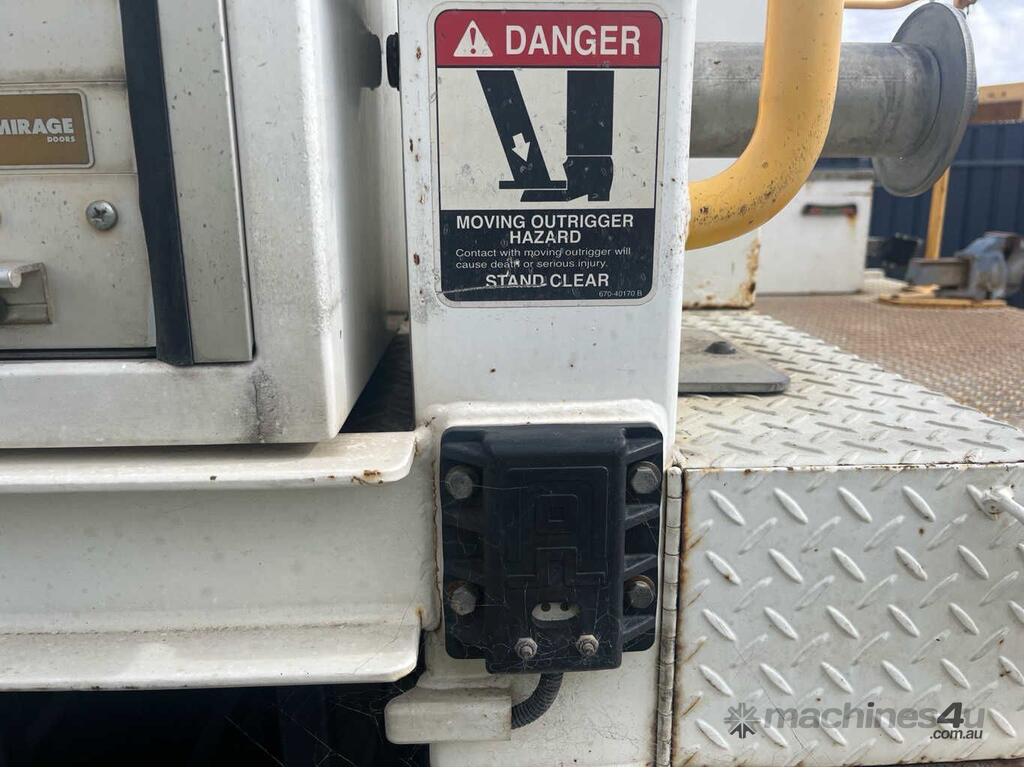 MIRAGE
DOORS
DANGER
MOVING OUTRIGGER
HAZARD
Contact with moving outrigger will
cause death or serious injury.
STAND CLEAR
670-40170 B
machines4u
.com.au